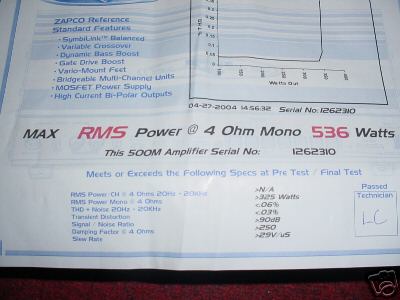 ZAPCO Reference
Standard Features
• SymbiLink™ Balanced
• Variable Crossover
• Dynamic Bass Boost
• Gate Drive Boost
• Vario-Mount Feet
• Bridgeable Multi-Channel Units
• MOSFET Power Supply
• High Current Bi-Polar Outputs
% THD
Watts Out
04-27-2004 14:56:32 Serial No: 1262310
MAX RMS Power @ 4 Ohm Mono 536 Watts
This 500M Amplifier Serial No: 1262310
Meets or Exceeds the Following Specs at Pre Test / Final Test
RMS Power/CH @ 4 Ohms 20Hz - 20KHz >N/A
RMS Power Mono @ 4 Ohms >325 Watts
THD + Noise 20Hz - 20KHz <.06%
Transient Distortion <.03%
Signal / Noise Ratio >90dB
Damping Factor @ 4 Ohms >250
Slew Rate >29V/uS
Passed
Technician
LC